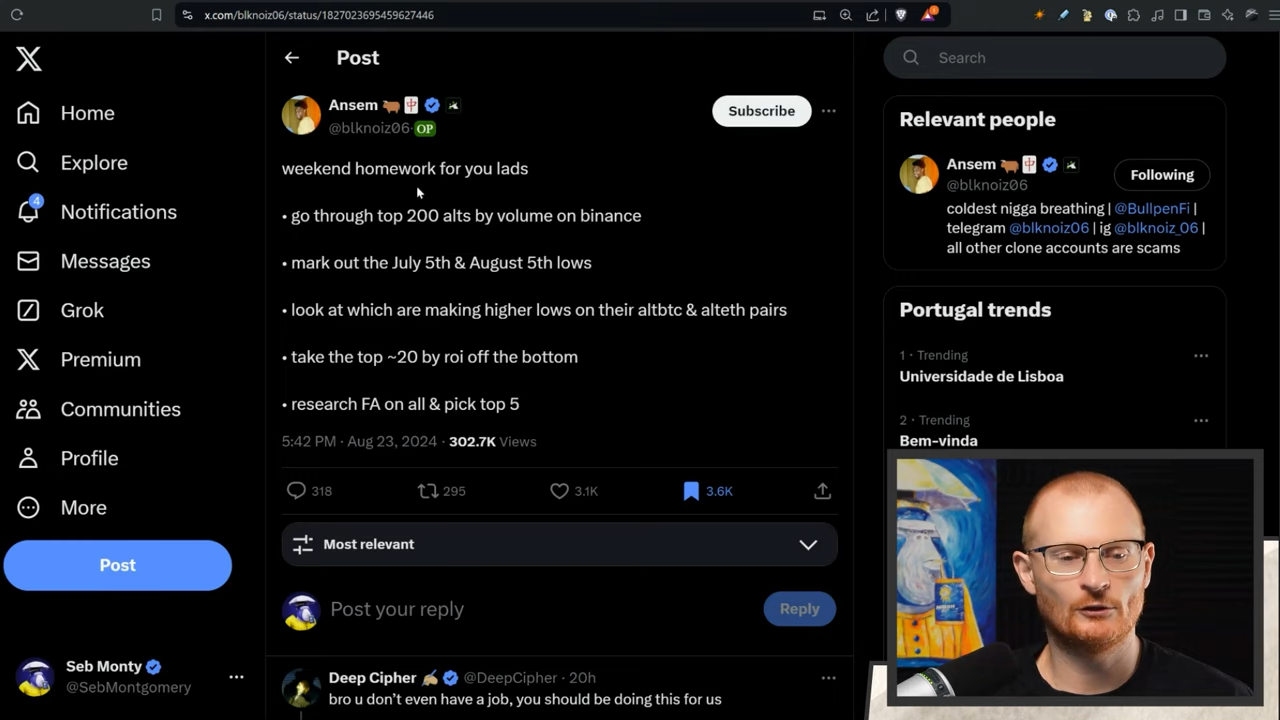 x.com/blknoiz06/status/1827023695459627446
Home
Explore
4
Notifications
Messages
Grok
Premium
Communities
Profile
More
Post
Seb Monty
@SebMontgomery
Post
Ansem 🐂🀄
@blknoiz06 OP
Subscribe
weekend homework for you lads
• go through top 200 alts by volume on binance
• mark out the July 5th & August 5th lows
• look at which are making higher lows on their altbtc & alteth pairs
• take the top ~20 by roi off the bottom
• research FA on all & pick top 5
5:42 PM · Aug 23, 2024 · 302.7K Views
318 295 3.1K 3.6K
Most relevant
Post your reply
Reply
Deep Cipher ✍️ @DeepCipher · 20h
bro u don't even have a job, you should be doing this for us
Search
Relevant people
Ansem 🐂🀄
@blknoiz06
Following
coldest nigga breathing | @BullpenFi |
telegram @blknoiz06 | ig @blknoiz_06 |
all other clone accounts are scams
Portugal trends
1 · Trending
Universidade de Lisboa
2 · Trending
Bem-vinda